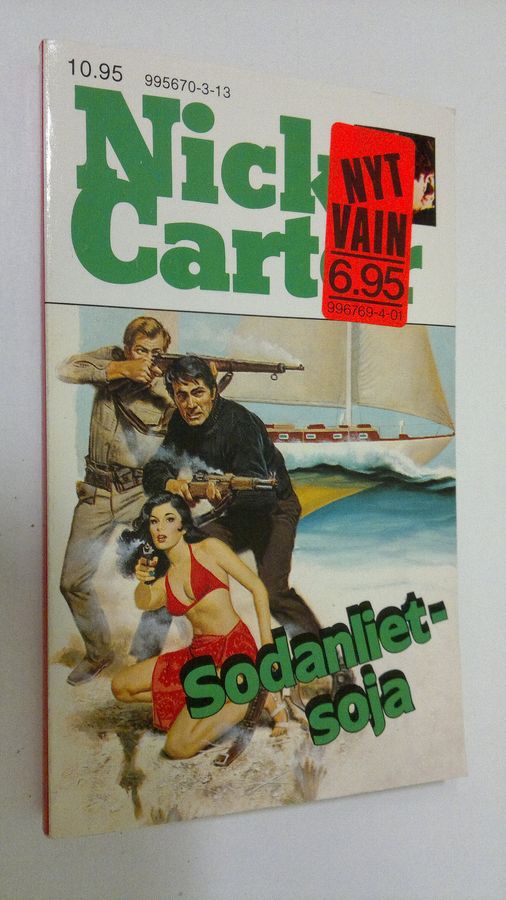 10.95 995670-3-13
Nick
Carter
NYT
VAIN
6.95
996769-4-01
Sodanliet-
soja